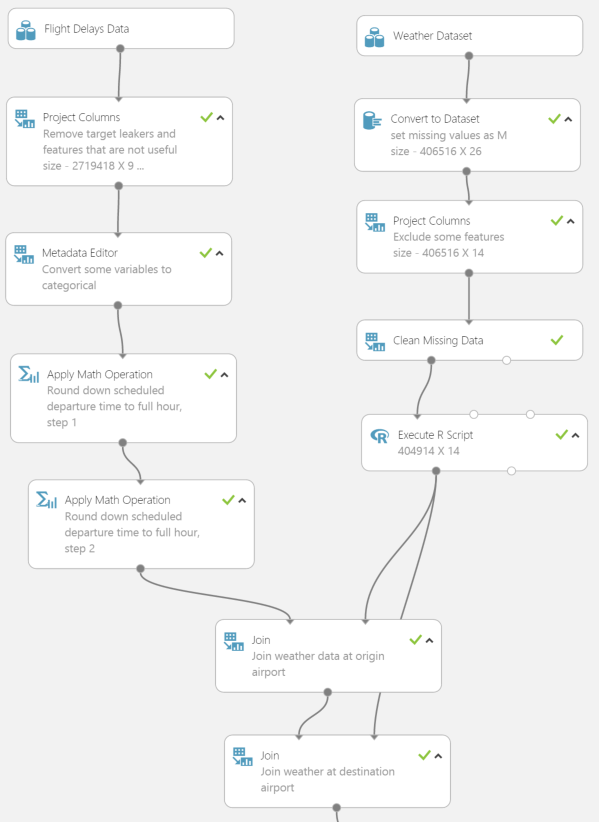 Flight Delays Data
Project Columns
Remove target leakers and
features that are not useful
size - 2719418 X 9 ...
Metadata Editor
Convert some variables to
categorical
Apply Math Operation
Round down scheduled
departure time to full hour,
step 1
Apply Math Operation
Round down scheduled
departure time to full hour,
step 2
Weather Dataset
Convert to Dataset
set missing values as M
size - 406516 X 26
Project Columns
Exclude some features
size - 406516 X 14
Clean Missing Data
R
Execute R Script
404914 X 14
Join
Join weather data at origin
airport
Join
Join weather at destination
airport